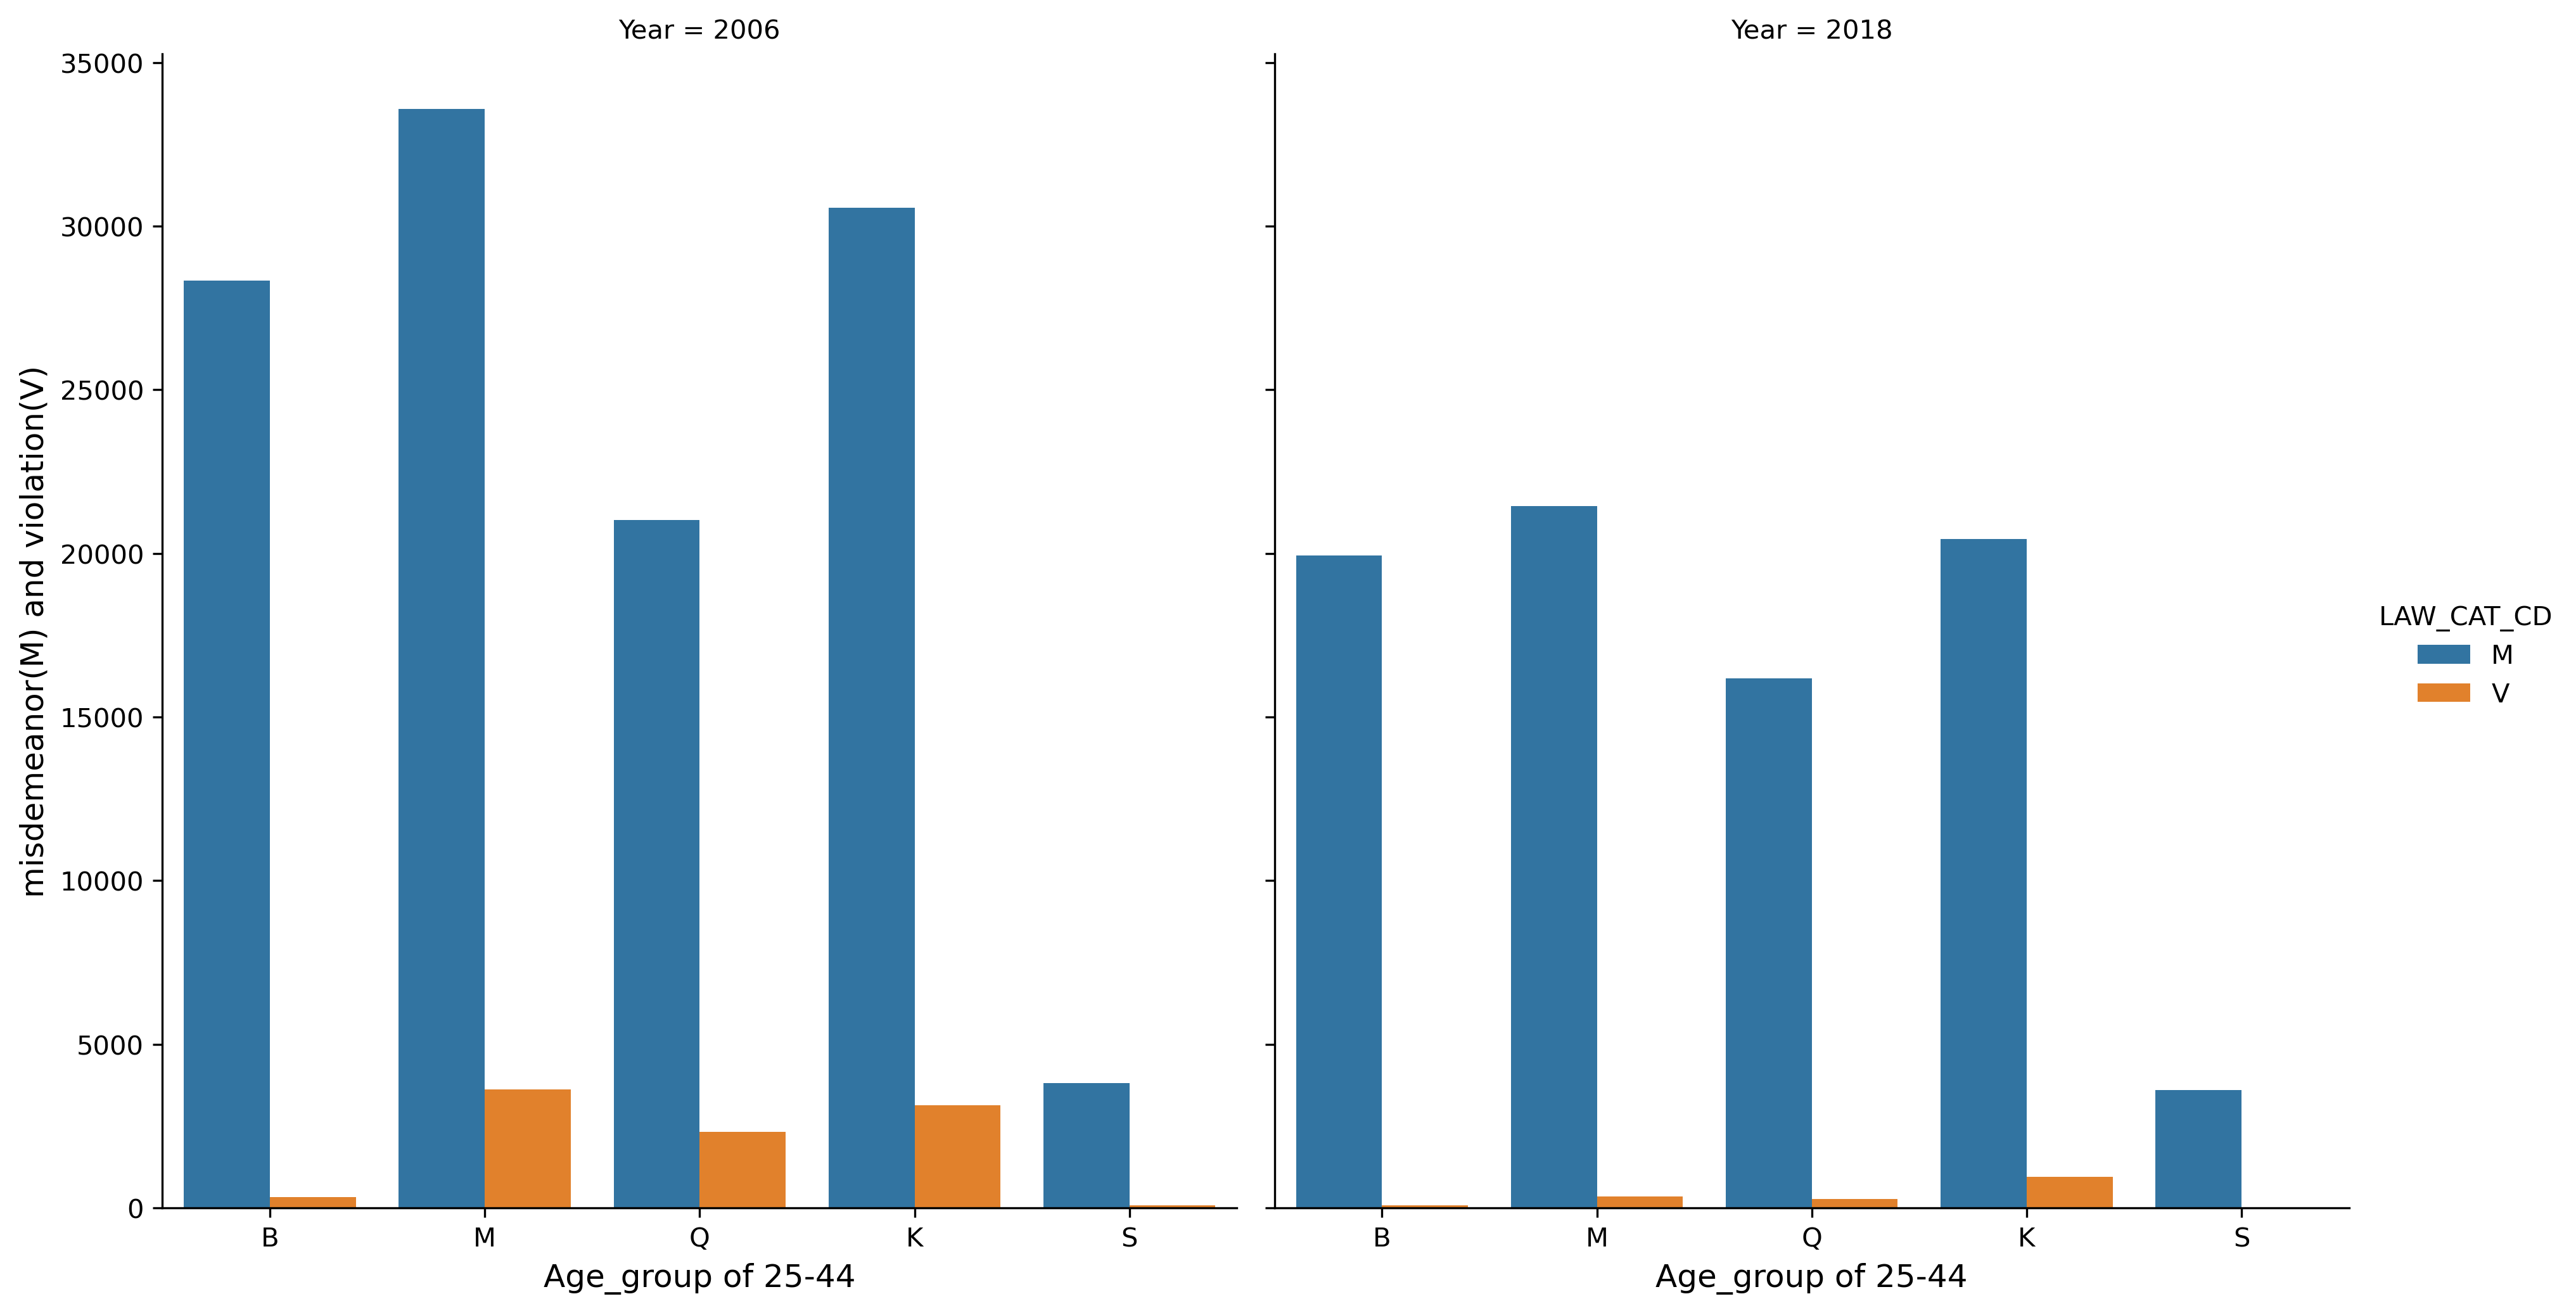 Year = 2006
Year = 2018
35000
30000
25000
20000
15000
10000
5000
0
misdemeanor(M) and violation(V)
B M Q K S
B M Q K S
Age_group of 25-44
Age_group of 25-44
LAW_CAT_CD
M
V